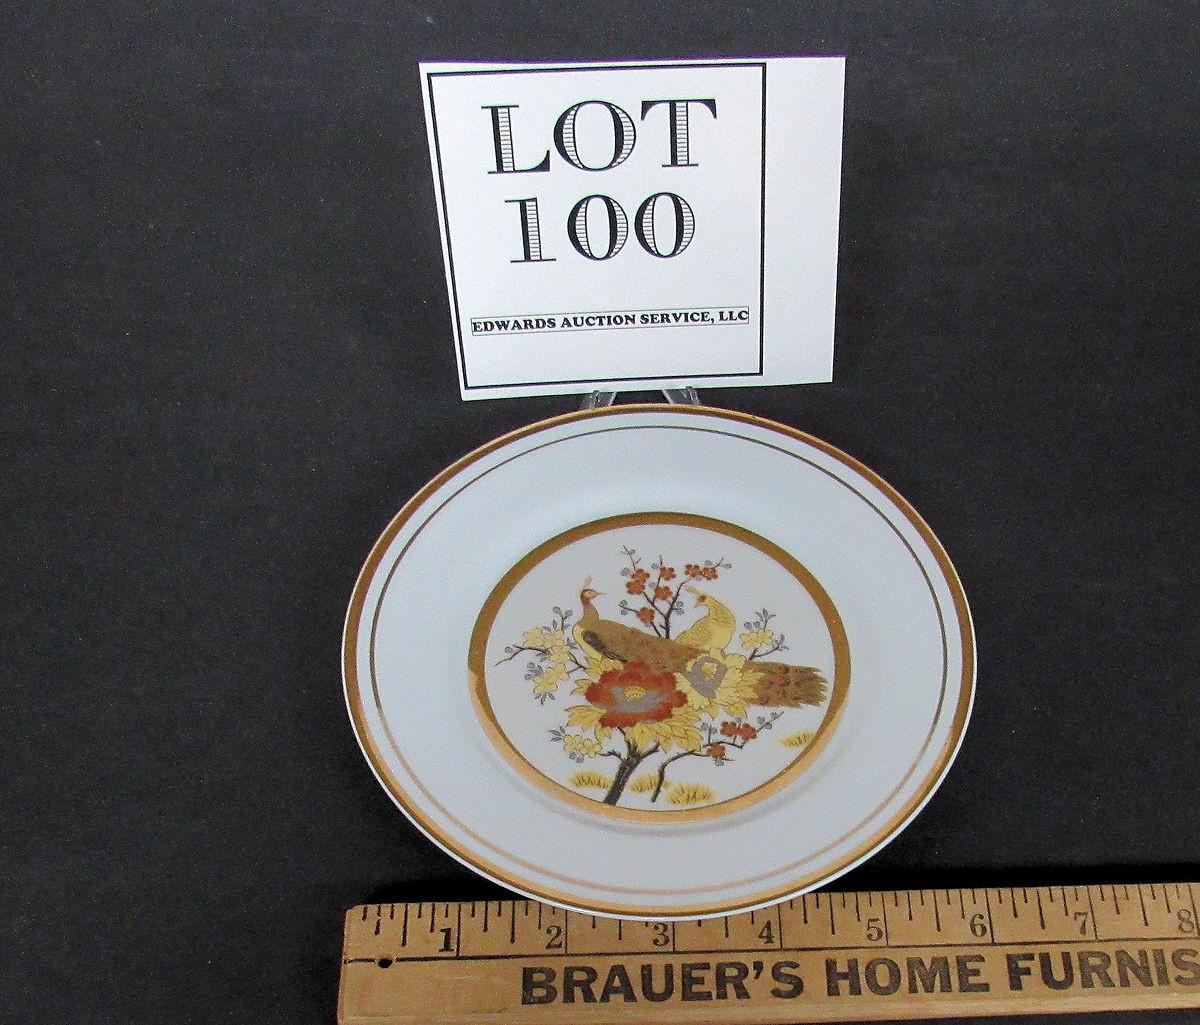 LOT
100
EDWARDS AUCTION SERVICE, LLC
1 2 3 4 5 6 7 8
BRAUER'S HOME FURNIS